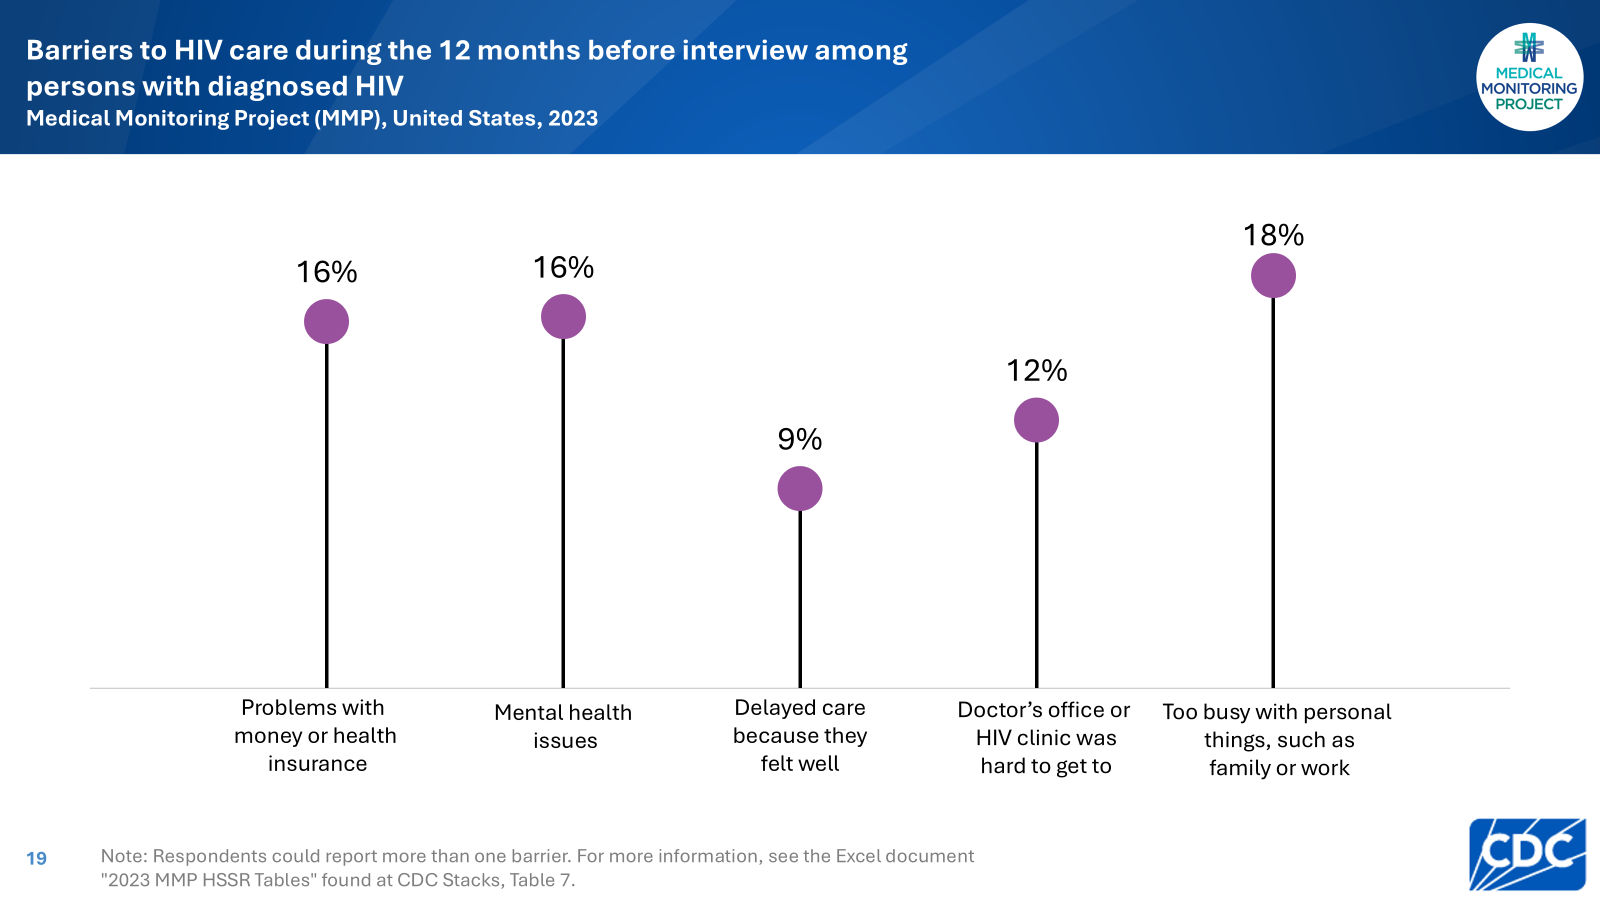 Barriers to HIV care during the 12 months before interview among
persons with diagnosed HIV
Medical Monitoring Project (MMP), United States, 2023
MEDICAL
MONITORING
PROJECT
16%
16%
9%
12%
18%
Problems with
money or health
insurance
Mental health
issues
Delayed care
because they
felt well
Doctor’s office or
HIV clinic was
hard to get to
Too busy with personal
things, such as
family or work
19
Note: Respondents could report more than one barrier. For more information, see the Excel document
"2023 MMP HSSR Tables" found at CDC Stacks, Table 7.
CDC